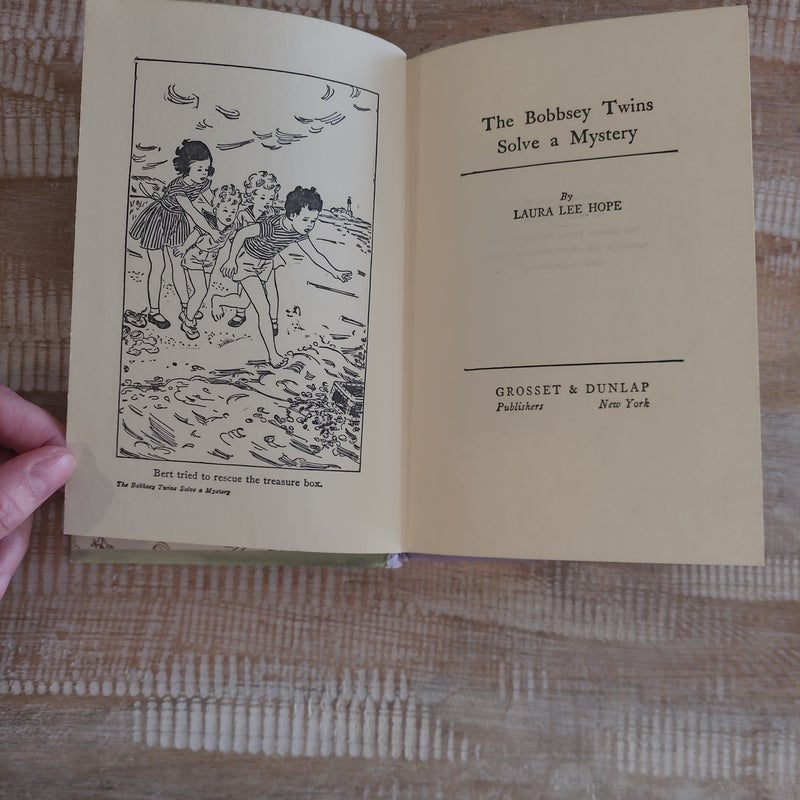 Bert tried to rescue the treasure box.
The Bobbsey Twins Solve a Mystery
The Bobbsey Twins
Solve a Mystery
By
LAURA LEE HOPE
GROSSET & DUNLAP
Publishers New York